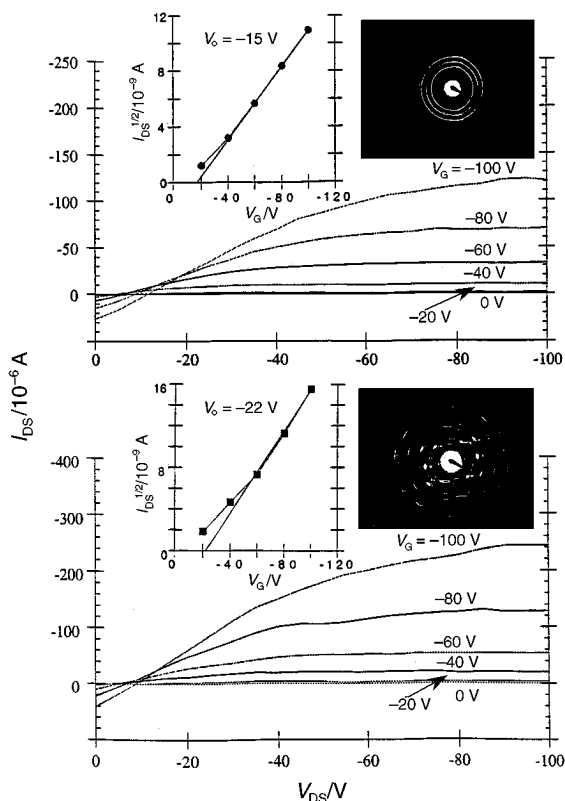 12
V₀ = −15 V
8
I_DS^1/2/10⁻⁹ A
4
0
0 -40 -80 -120
V_G/V
-250
-200
-150
-100
-50
0
V_G = −100 V
−80 V
−60 V
−40 V
−20 V
0 V
0 -20 -40 -60 -80 -100
I_DS/10⁻⁶ A
16
V₀ = −22 V
8
I_DS^1/2/10⁻⁹ A
0
0 -40 -80 -120
V_G/V
-400
-300
-200
-100
0
V_G = −100 V
−80 V
−60 V
−40 V
−20 V
0 V
0 -20 -40 -60 -80 -100
V_DS/V